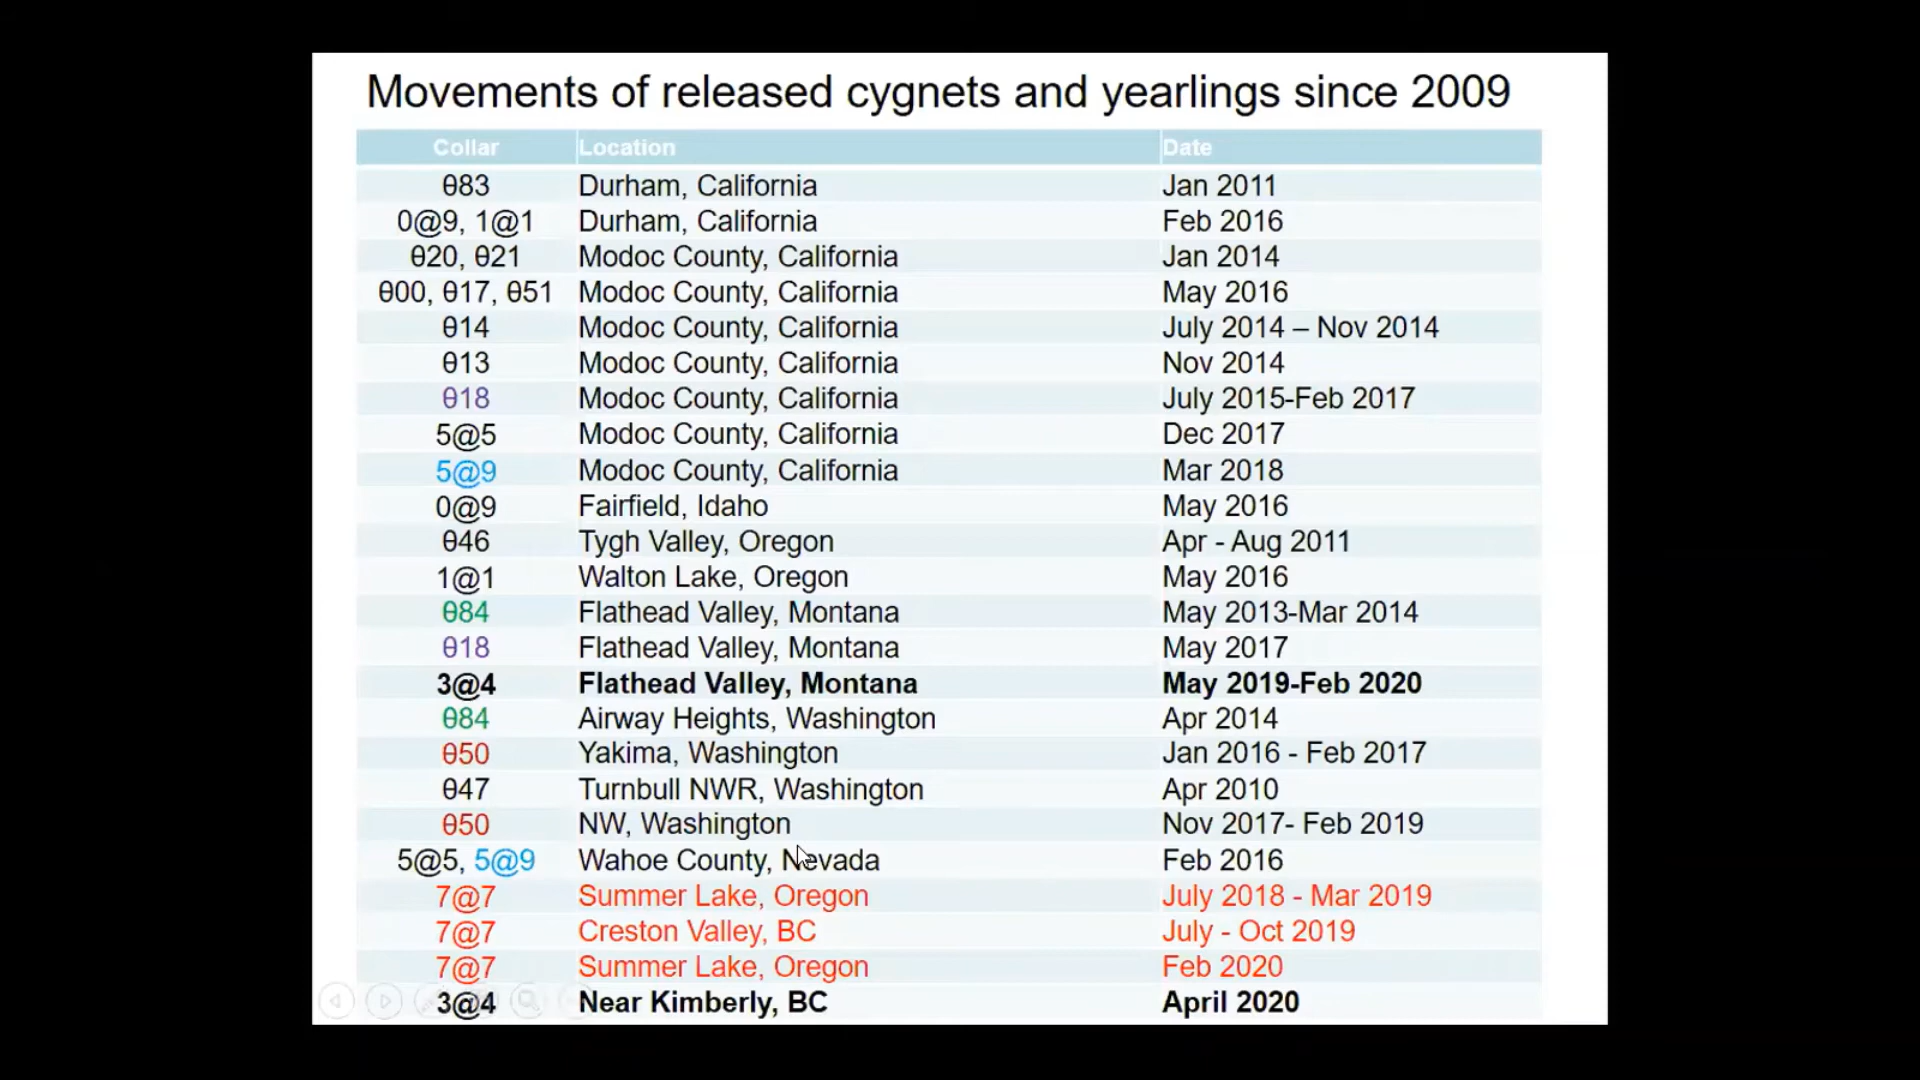 Movements of released cygnets and yearlings since 2009
Collar Location Date
θ83 Durham, California Jan 2011
0@9, 1@1 Durham, California Feb 2016
θ20, θ21 Modoc County, California Jan 2014
θ00, θ17, θ51 Modoc County, California May 2016
θ14 Modoc County, California July 2014 – Nov 2014
θ13 Modoc County, California Nov 2014
θ18 Modoc County, California July 2015-Feb 2017
5@5 Modoc County, California Dec 2017
5@9 Modoc County, California Mar 2018
0@9 Fairfield, Idaho May 2016
θ46 Tygh Valley, Oregon Apr - Aug 2011
1@1 Walton Lake, Oregon May 2016
θ84 Flathead Valley, Montana May 2013-Mar 2014
θ18 Flathead Valley, Montana May 2017
3@4 Flathead Valley, Montana May 2019-Feb 2020
θ84 Airway Heights, Washington Apr 2014
θ50 Yakima, Washington Jan 2016 - Feb 2017
θ47 Turnbull NWR, Washington Apr 2010
θ50 NW, Washington Nov 2017- Feb 2019
5@5, 5@9 Wahoe County, Nevada Feb 2016
7@7 Summer Lake, Oregon July 2018 - Mar 2019
7@7 Creston Valley, BC July - Oct 2019
7@7 Summer Lake, Oregon Feb 2020
3@4 Near Kimberly, BC April 2020